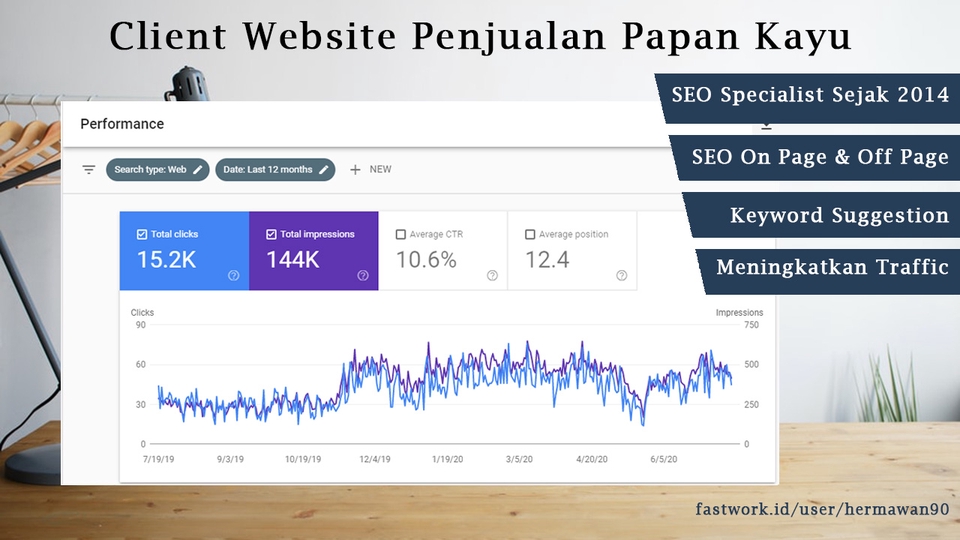 Client Website Penjualan Papan Kayu
SEO Specialist Sejak 2014
SEO On Page & Off Page
Keyword Suggestion
Meningkatkan Traffic
Performance
Search type: Web
Date: Last 12 months
+ NEW
Total clicks
15.2K
Total impressions
144K
Average CTR
10.6%
Average position
12.4
Clicks
Impressions
90
750
60
500
30
250
0
0
7/19/19 9/3/19 10/19/19 12/4/19 1/19/20 3/5/20 4/20/20 6/5/20
fastwork.id/user/hermawan90